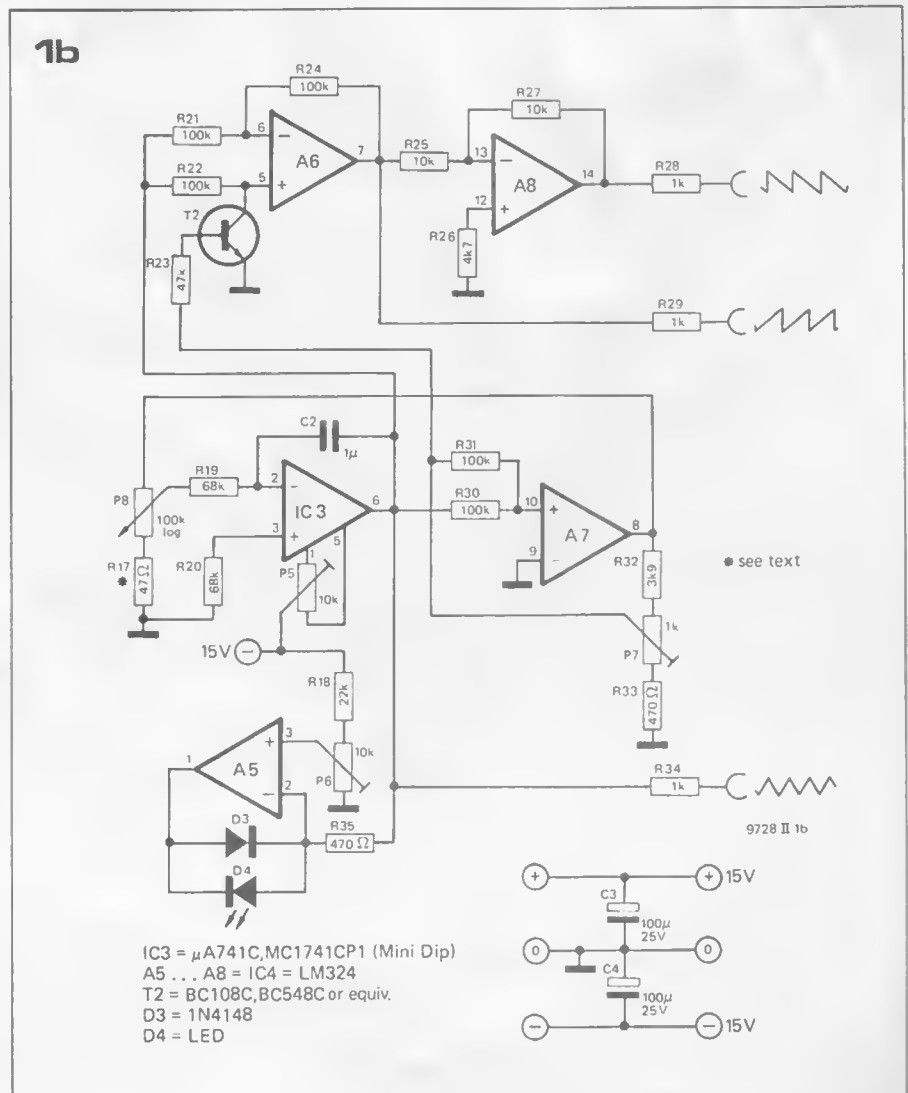 1b
R24
100k
R21
100k
6
−
A6
7
R22
100k
5
+
T2
R23
47k
R27
10k
R25
10k
13
−
A8
14
12
+
R26
4k7
R28
1k
R29
1k
C2
1µ
R19
68k
2
−
IC3
6
3
+
5
1
P8
100k
log
R17
*
47Ω
R20
68k
P5
10k
15V −
R31
100k
R30
100k
10
+
A7
8
9
−
R32
3k9
* see text
1k
P7
R33
470 Ω
R18
22k
1
A5
+
3
−
2
10k
P6
D3
D4
R35
470 Ω
R34
1k
9728 II 1b
+
+ 15V
C3
100µ
25V
0
0
C4
100µ
25V
−
− 15V
IC3 = µA741C,MC1741CP1 (Mini Dip)
A5 ... A8 = IC4 = LM324
T2 = BC108C,BC548C or equiv.
D3 = 1N4148
D4 = LED